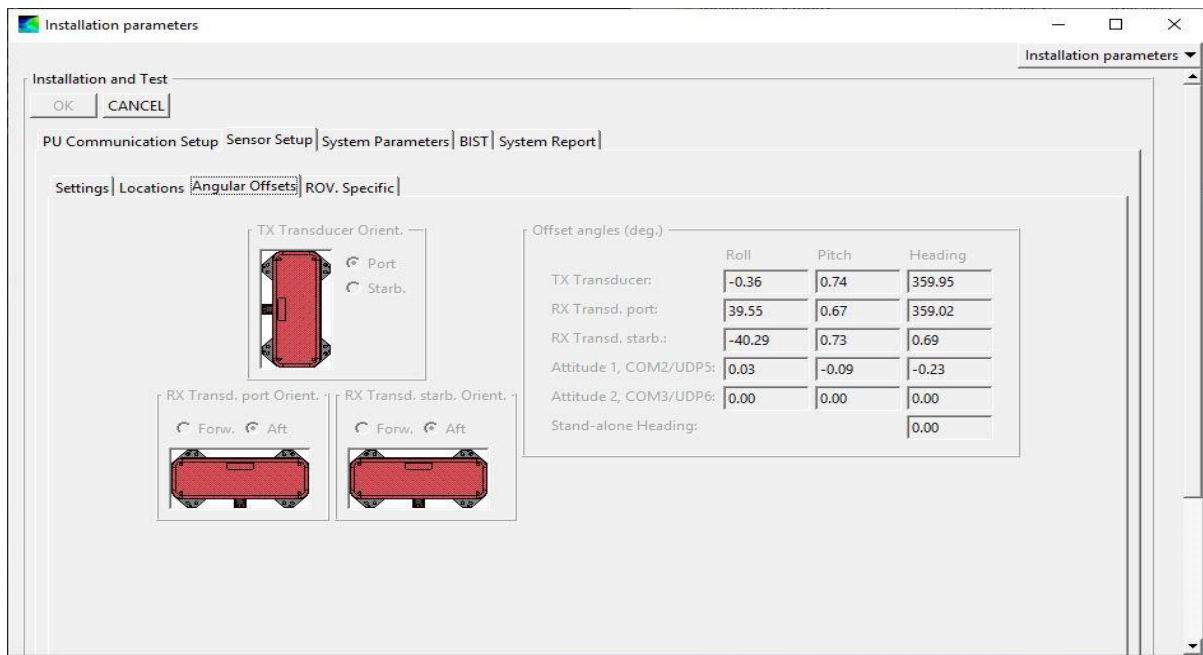 Installation parameters
Installation parameters
Installation and Test
OK CANCEL
PU Communication Setup Sensor Setup System Parameters BIST System Report
Settings Locations Angular Offsets ROV. Specific
TX Transducer Orient.
Port
Starb.
RX Transd. port Orient.
Forw. Aft
RX Transd. starb. Orient.
Forw. Aft
Offset angles (deg.)
Roll Pitch Heading
TX Transducer: -0.36 0.74 359.95
RX Transd. port: 39.55 0.67 359.02
RX Transd. starb.: -40.29 0.73 0.69
Attitude 1, COM2/UDP5: 0.03 -0.09 -0.23
Attitude 2, COM3/UDP6: 0.00 0.00 0.00
Stand-alone Heading: 0.00